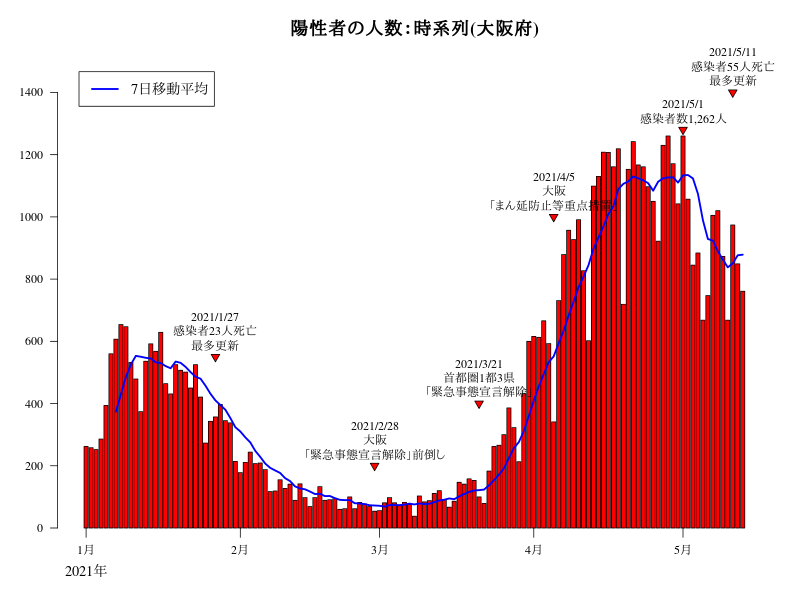 陽性者の人数:時系列(大阪府)
7日移動平均
2021/5/11
感染者55人死亡
最多更新
2021/5/1
感染者数1,262人
2021/4/5
大阪
「まん延防止等重点措置」
2021/1/27
感染者23人死亡
最多更新
2021/3/21
首都圏1都3県
「緊急事態宣言解除」
2021/2/28
大阪
「緊急事態宣言解除」前倒し
1400
1200
1000
800
600
400
200
0
1月
2月
3月
4月
5月
2021年